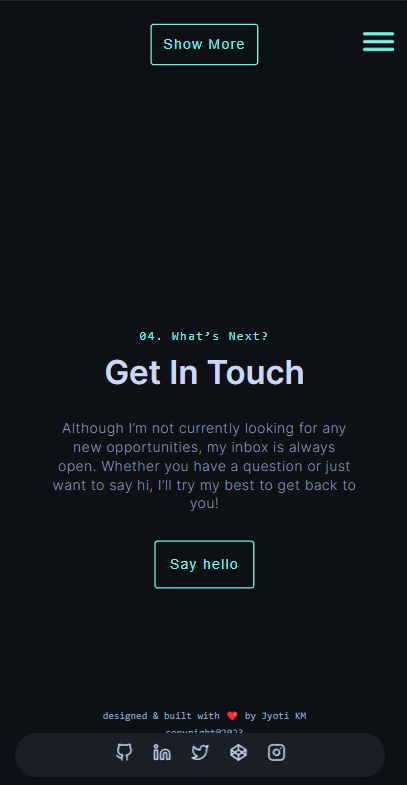 Show More
04. What's Next?
Get In Touch
Although I'm not currently looking for any
new opportunities, my inbox is always
open. Whether you have a question or just
want to say hi, I'll try my best to get back to
you!
Say hello
designed & built with ❤️ by Jyoti KM
copyright@2023